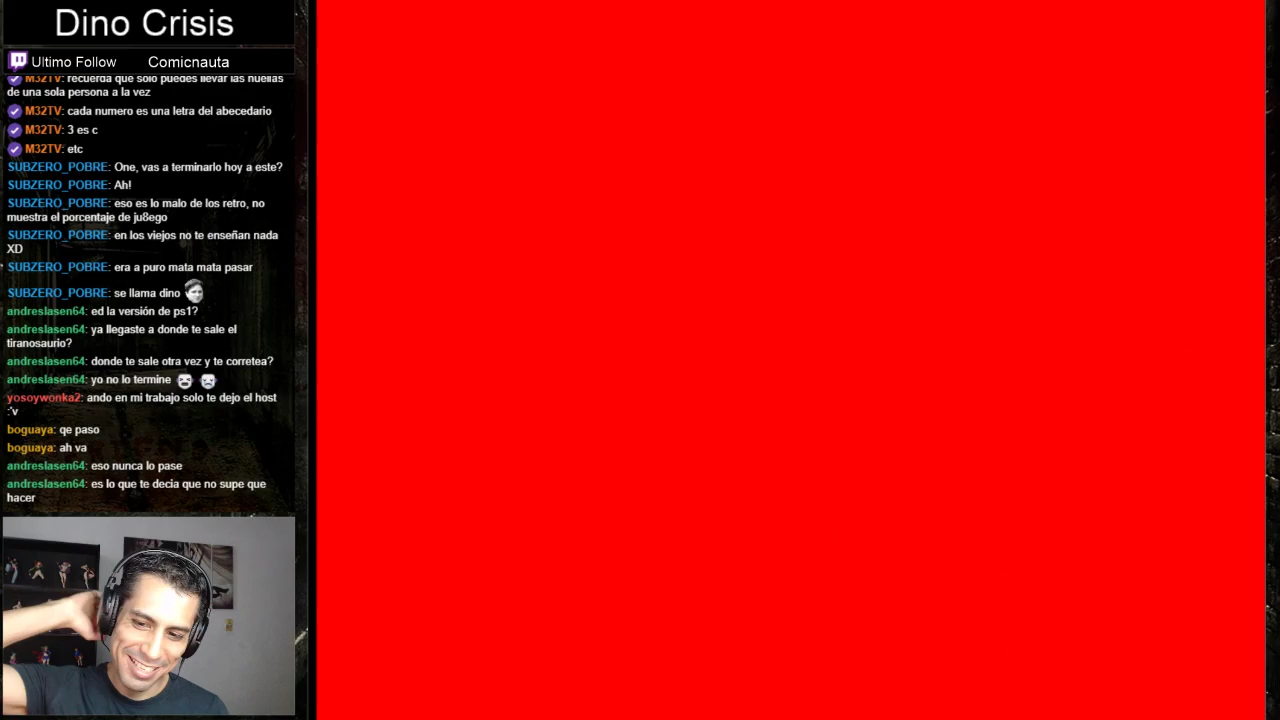 Dino Crisis
Ultimo Follow Comicnauta
M32TV: recuerda que solo puedes llevar las huellas
de una sola persona a la vez
M32TV: cada numero es una letra del abecedario
M32TV: 3 es c
M32TV: etc
SUBZERO_POBRE: One, vas a terminarlo hoy a este?
SUBZERO_POBRE: Ah!
SUBZERO_POBRE: eso es lo malo de los retro, no
muestra el porcentaje de ju8ego
SUBZERO_POBRE: en los viejos no te enseñan nada
XD
SUBZERO_POBRE: era a puro mata mata pasar
SUBZERO_POBRE: se llama dino
andreslasen64: ed la versión de ps1?
andreslasen64: ya llegaste a donde te sale el
tiranosaurio?
andreslasen64: donde te sale otra vez y te corretea?
andreslasen64: yo no lo termine
yosoywonka2: ando en mi trabajo solo te dejo el host
:'v
boguaya: qe paso
boguaya: ah va
andreslasen64: eso nunca lo pase
andreslasen64: es lo que te decia que no supe que
hacer